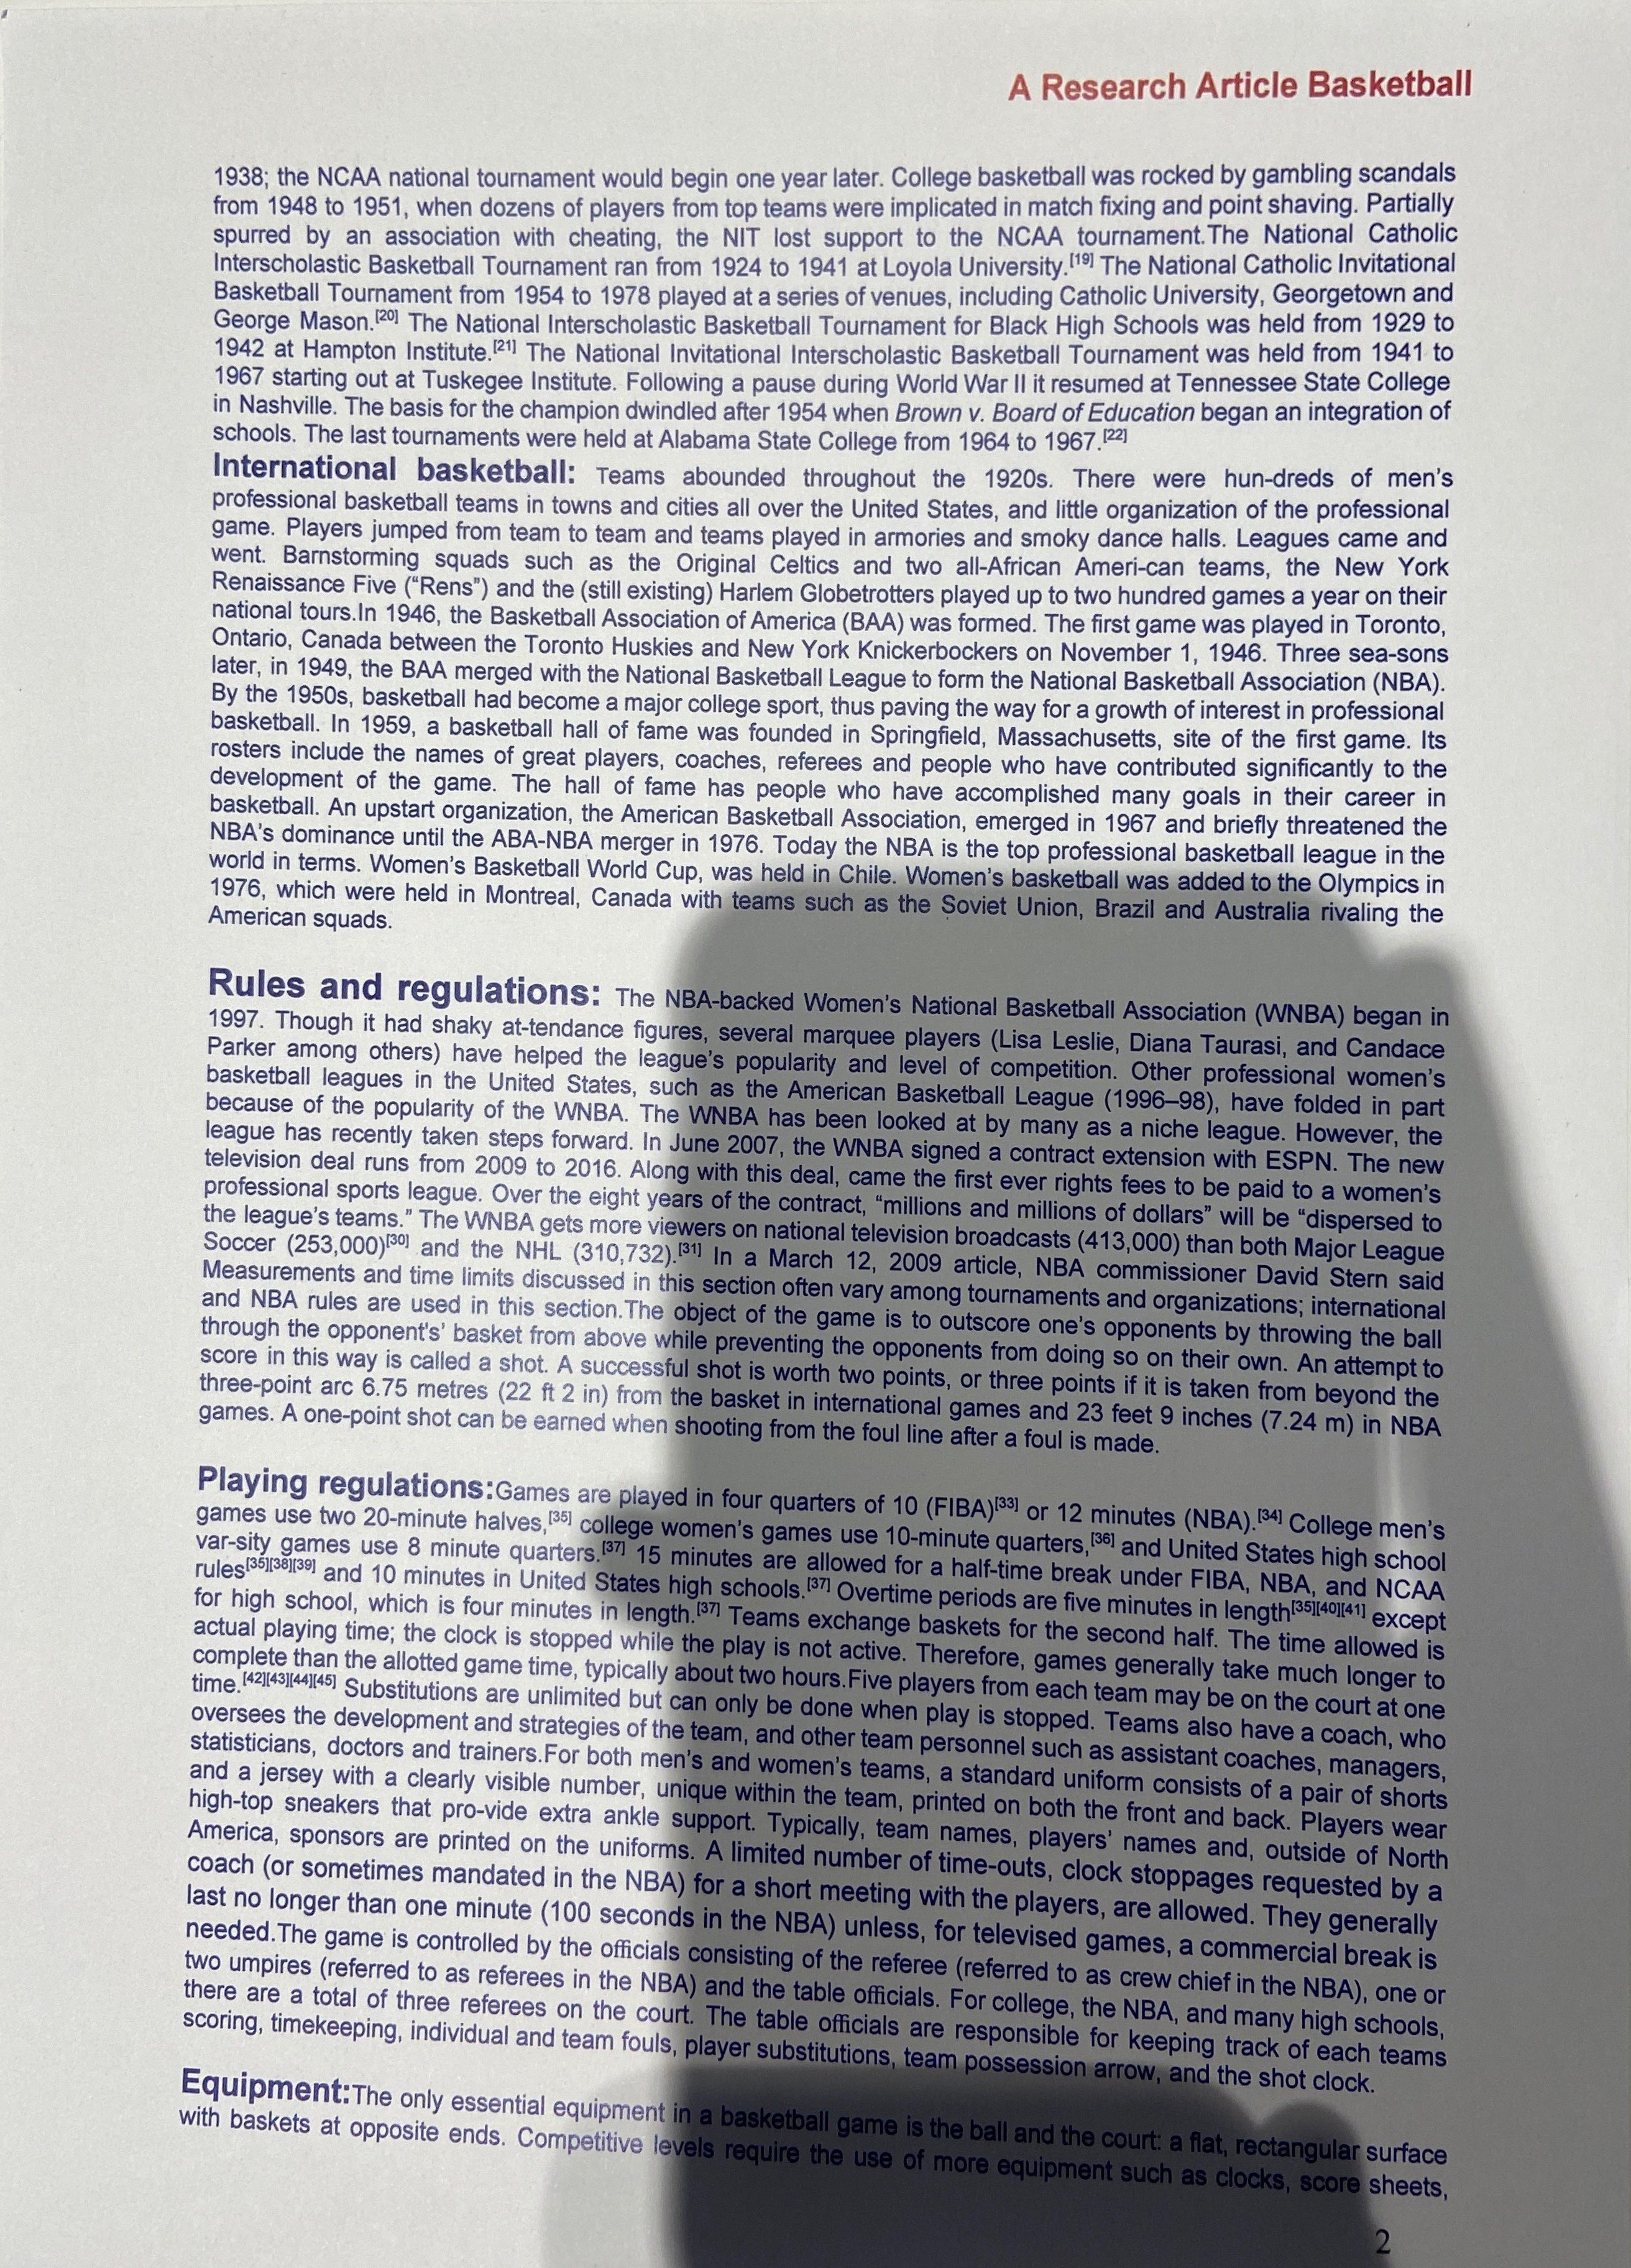 A Research Article Basketball
1938; the NCAA national tournament would begin one year later. College basketball was rocked by gambling scandals
from 1948 to 1951, when dozens of players from top teams were implicated in match fixing and point shaving. Partially
spurred by an association with cheating, the NIT lost support to the NCAA tournament.The National Catholic
Interscholastic Basketball Tournament ran from 1924 to 1941 at Loyola University.[19] The National Catholic Invitational
Basketball Tournament from 1954 to 1978 played at a series of venues, including Catholic University, Georgetown and
George Mason.[20] The National Interscholastic Basketball Tournament for Black High Schools was held from 1929 to
1942 at Hampton Institute.[21] The National Invitational Interscholastic Basketball Tournament was held from 1941 to
1967 starting out at Tuskegee Institute. Following a pause during World War II it resumed at Tennessee State College
in Nashville. The basis for the champion dwindled after 1954 when Brown v. Board of Education began an integration of
schools. The last tournaments were held at Alabama State College from 1964 to 1967.[22]
International basketball: Teams abounded throughout the 1920s. There were hun-dreds of men's
professional basketball teams in towns and cities all over the United States, and little organization of the professional
game. Players jumped from team to team and teams played in armories and smoky dance halls. Leagues came and
went. Barnstorming squads such as the Original Celtics and two all-African Ameri-can teams, the New York
Renaissance Five (“Rens”) and the (still existing) Harlem Globetrotters played up to two hundred games a year on their
national tours.In 1946, the Basketball Association of America (BAA) was formed. The first game was played in Toronto,
Ontario, Canada between the Toronto Huskies and New York Knickerbockers on November 1, 1946. Three sea-sons
later, in 1949, the BAA merged with the National Basketball League to form the National Basketball Association (NBA).
By the 1950s, basketball had become a major college sport, thus paving the way for a growth of interest in professional
basketball. In 1959, a basketball hall of fame was founded in Springfield, Massachusetts, site of the first game. Its
rosters include the names of great players, coaches, referees and people who have contributed significantly to the
development of the game. The hall of fame has people who have accomplished many goals in their career in
basketball. An upstart organization, the American Basketball Association, emerged in 1967 and briefly threatened the
NBA's dominance until the ABA-NBA merger in 1976. Today the NBA is the top professional basketball league in the
world in terms. Women's Basketball World Cup, was held in Chile. Women's basketball was added to the Olympics in
1976, which were held in Montreal, Canada with teams such as the Soviet Union, Brazil and Australia rivaling the
American squads.
Rules and regulations: The NBA-backed Women's National Basketball Association (WNBA) began in
1997. Though it had shaky at-tendance figures, several marquee players (Lisa Leslie, Diana Taurasi, and Candace
Parker among others) have helped the league's popularity and level of competition. Other professional women's
basketball leagues in the United States, such as the American Basketball League (1996–98), have folded in part
because of the popularity of the WNBA. The WNBA has been looked at by many as a niche league. However, the
league has recently taken steps forward. In June 2007, the WNBA signed a contract extension with ESPN. The new
television deal runs from 2009 to 2016. Along with this deal, came the first ever rights fees to be paid to a women's
professional sports league. Over the eight years of the contract, “millions and millions of dollars” will be “dispersed to
the league's teams.” The WNBA gets more viewers on national television broadcasts (413,000) than both Major League
Soccer (253,000)[30] and the NHL (310,732).[31] In a March 12, 2009 article, NBA commissioner David Stern said
Measurements and time limits discussed in this section often vary among tournaments and organizations; international
and NBA rules are used in this section.The object of the game is to outscore one's opponents by throwing the ball
through the opponent's' basket from above while preventing the opponents from doing so on their own. An attempt to
score in this way is called a shot. A successful shot is worth two points, or three points if it is taken from beyond the
three-point arc 6.75 metres (22 ft 2 in) from the basket in international games and 23 feet 9 inches (7.24 m) in NBA
games. A one-point shot can be earned when shooting from the foul line after a foul is made.
Playing regulations:Games are played in four quarters of 10 (FIBA)[33] or 12 minutes (NBA).[34] College men's
games use two 20-minute halves,[35] college women's games use 10-minute quarters,[36] and United States high school
var-sity games use 8 minute quarters.[37] 15 minutes are allowed for a half-time break under FIBA, NBA, and NCAA
rules[35][38][39] and 10 minutes in United States high schools.[37] Overtime periods are five minutes in length[35][40][41] except
for high school, which is four minutes in length.[37] Teams exchange baskets for the second half. The time allowed is
actual playing time; the clock is stopped while the play is not active. Therefore, games generally take much longer to
complete than the allotted game time, typically about two hours.Five players from each team may be on the court at one
time.[42][43][44][45] Substitutions are unlimited but can only be done when play is stopped. Teams also have a coach, who
oversees the development and strategies of the team, and other team personnel such as assistant coaches, managers,
statisticians, doctors and trainers.For both men's and women's teams, a standard uniform consists of a pair of shorts
and a jersey with a clearly visible number, unique within the team, printed on both the front and back. Players wear
high-top sneakers that pro-vide extra ankle support. Typically, team names, players' names and, outside of North
America, sponsors are printed on the uniforms. A limited number of time-outs, clock stoppages requested by a
coach (or sometimes mandated in the NBA) for a short meeting with the players, are allowed. They generally
last no longer than one minute (100 seconds in the NBA) unless, for televised games, a commercial break is
needed.The game is controlled by the officials consisting of the referee (referred to as crew chief in the NBA), one or
two umpires (referred to as referees in the NBA) and the table officials. For college, the NBA, and many high schools,
there are a total of three referees on the court. The table officials are responsible for keeping track of each teams
scoring, timekeeping, individual and team fouls, player substitutions, team possession arrow, and the shot clock.
Equipment:The only essential equipment in a basketball game is the ball and the court: a flat, rectangular surface
with baskets at opposite ends. Competitive levels require the use of more equipment such as clocks, score sheets,
2